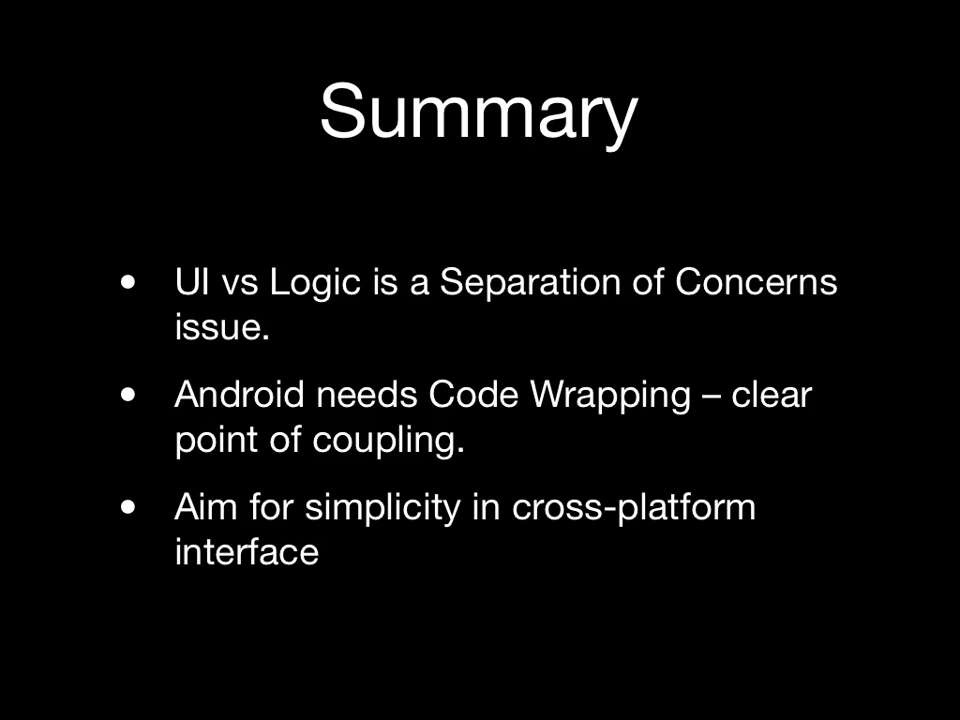 Summary
• UI vs Logic is a Separation of Concerns
issue.
• Android needs Code Wrapping – clear
point of coupling.
• Aim for simplicity in cross-platform
interface